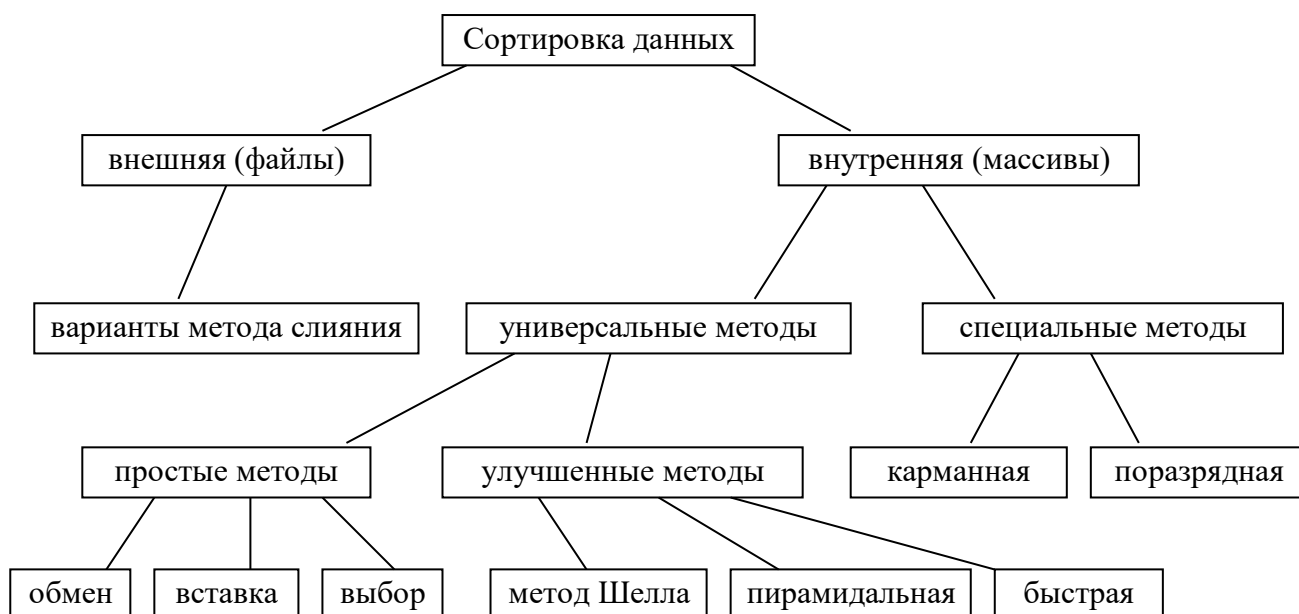 Сортировка данных
внешняя (файлы)
внутренняя (массивы)
варианты метода слияния
универсальные методы
специальные методы
простые методы
улучшенные методы
карманная
поразрядная
обмен
вставка
выбор
метод Шелла
пирамидальная
быстрая